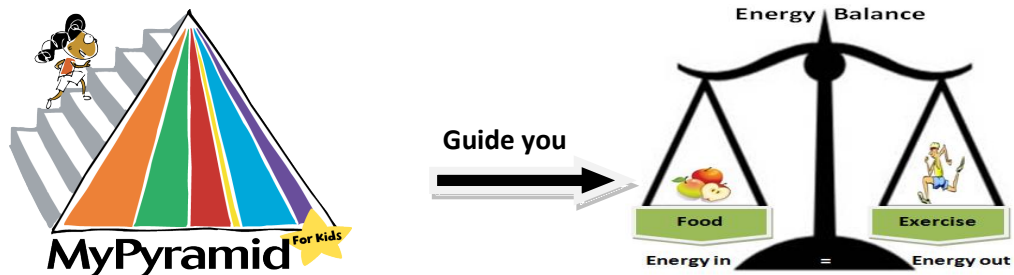 For Kids
MyPyramid
Guide you
Energy Balance
Food
Exercise
Energy in
=
Energy out